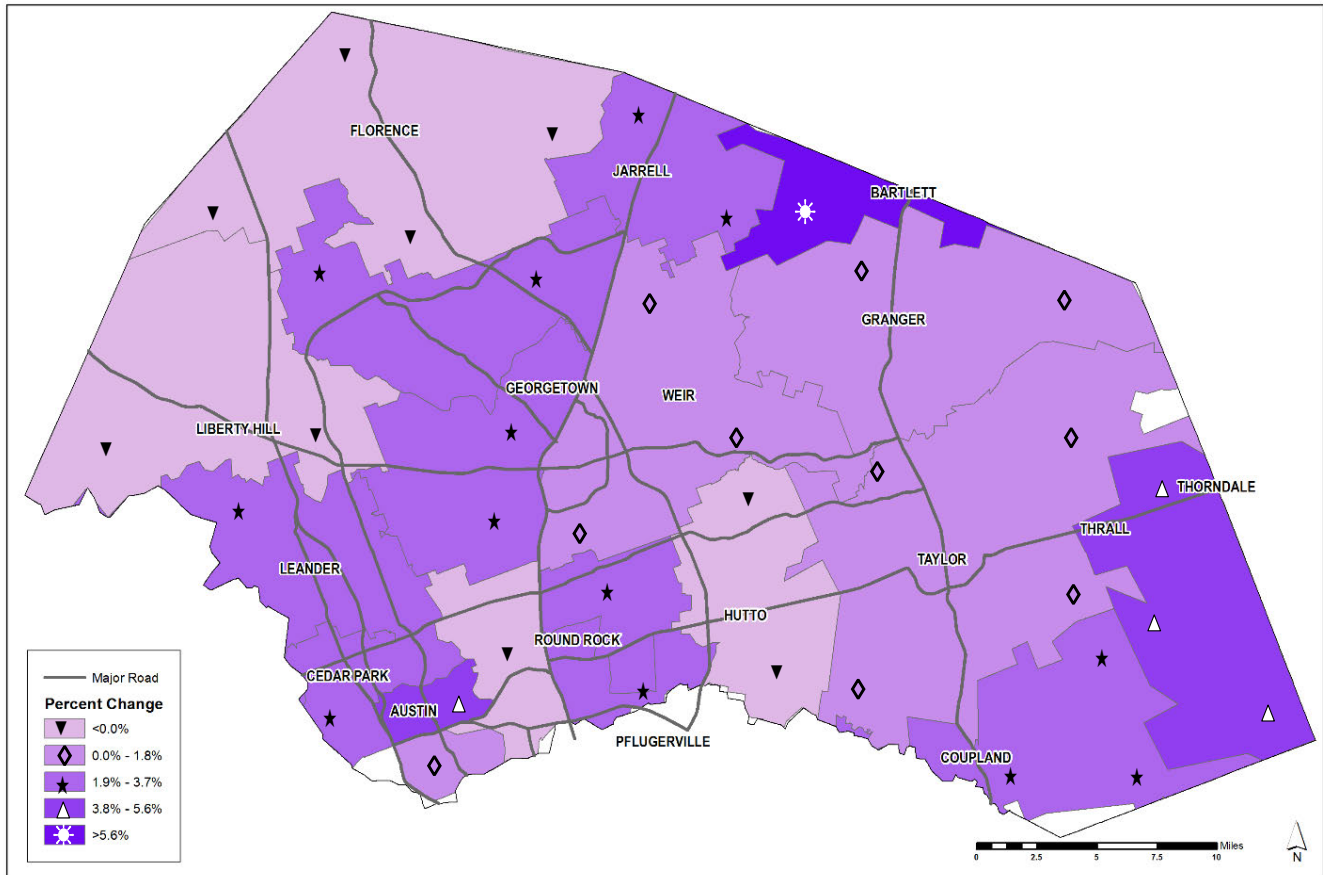 FLORENCE
JARRELL
BARTLETT
GRANGER
GEORGETOWN
WEIR
LIBERTY HILL
THORNDALE
THRALL
TAYLOR
LEANDER
HUTTO
ROUND ROCK
CEDAR PARK
AUSTIN
PFLUGERVILLE
COUPLAND
Major Road
Percent Change
<0.0%
0.0% - 1.8%
1.9% - 3.7%
3.8% - 5.6%
>5.6%
Miles
0 2.5 5 7.5 10
N